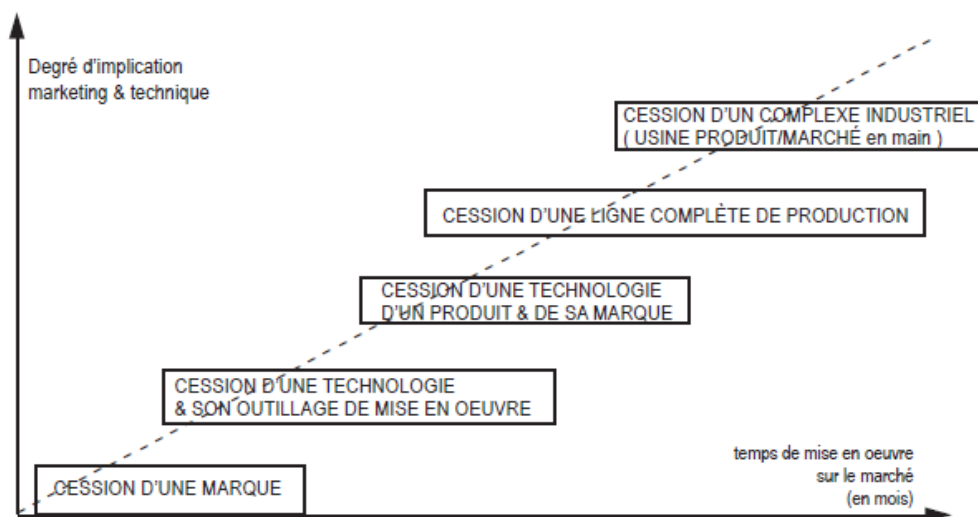 Degré d'implication
marketing & technique
CESSION D'UN COMPLEXE INDUSTRIEL
( USINE PRODUIT/MARCHÉ en main )
CESSION D'UNE LIGNE COMPLÈTE DE PRODUCTION
CESSION D'UNE TECHNOLOGIE
D'UN PRODUIT & DE SA MARQUE
CESSION D'UNE TECHNOLOGIE
& SON OUTILLAGE DE MISE EN OEUVRE
CESSION D'UNE MARQUE
temps de mise en oeuvre
sur le marché
(en mois)